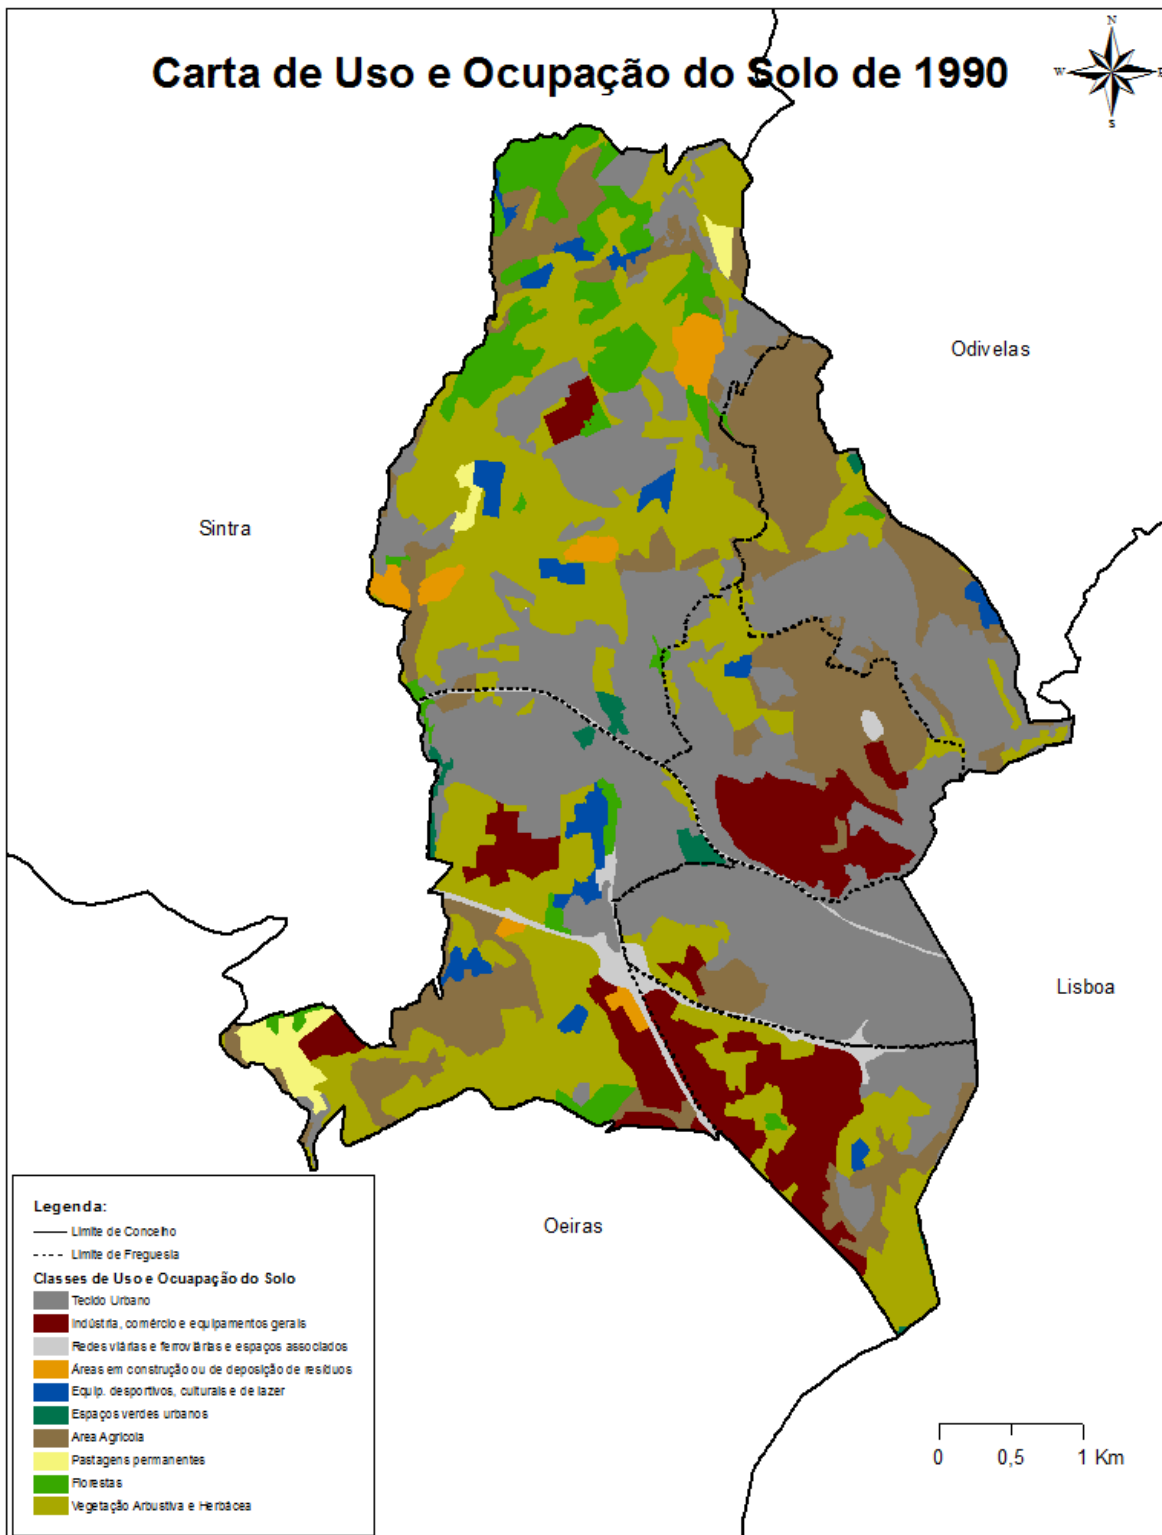 Carta de Uso e Ocupação do Solo de 1990
N
W
E
S
Odivelas
Sintra
Lisboa
Oeiras
Legenda:
Limite de Concelho
Limite de Freguesia
Classes de Uso e Ocuapação do Solo
Tecido Urbano
Indústria, comércio e equipamentos gerais
Redes viárias e ferroviárias e espaços associados
Áreas em construção ou de deposição de resíduos
Equip. desportivos, culturais e de lazer
Espaços verdes urbanos
Area Agrícola
Pastagens permanentes
Florestas
Vegetação Arbustiva e Herbácea
0 0,5 1 Km